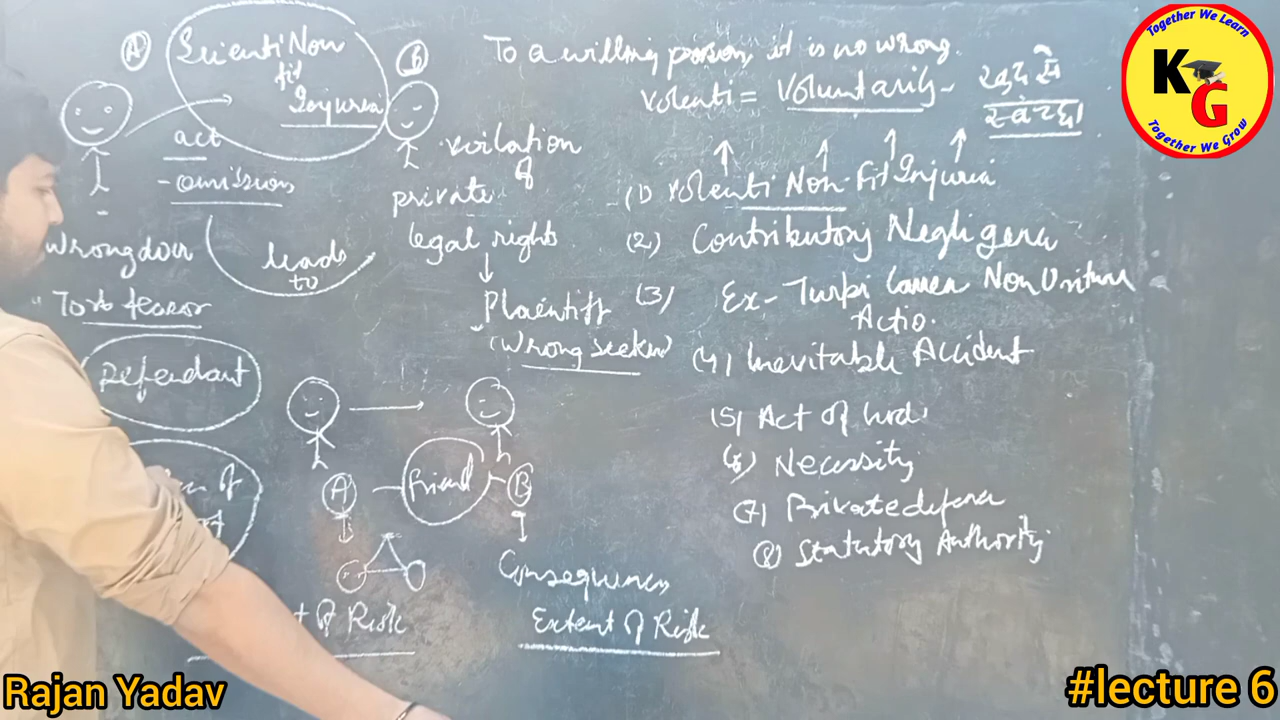 A
Scienti Non
fit
Injuria
B
act
- omission
wrongdoer
Tort feasor
Defendant
leads
to
voilation
of
private
legal rights
Plaintiff
(wrong seeker)
A
friend
B
Consequences
Extent of Risk
of Risk
To a willing person, it is no wrong.
volenti = Voluntarily -
(1) Volenti Non Fit Injuria
(2) Contributory Negligence
(3) Ex- Turpi Causa Non Oritur
Actio.
(4) Inevitable Accident
(5) Act of God
(6) Necessity
(7) Private defence
(8) Statutory Authority
Together We Learn
KG
Together We Grow
Rajan Yadav
#lecture 6